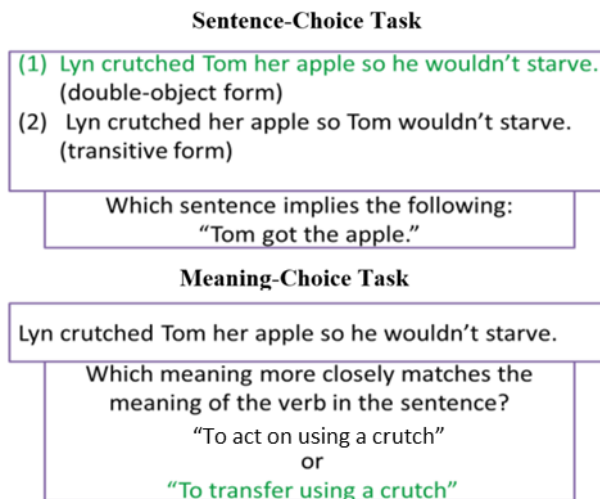 Sentence-Choice Task
(1) Lyn crutched Tom her apple so he wouldn't starve.
(double-object form)
(2) Lyn crutched her apple so Tom wouldn't starve.
(transitive form)
Which sentence implies the following:
“Tom got the apple.”
Meaning-Choice Task
Lyn crutched Tom her apple so he wouldn't starve.
Which meaning more closely matches the
meaning of the verb in the sentence?
“To act on using a crutch”
or
“To transfer using a crutch”